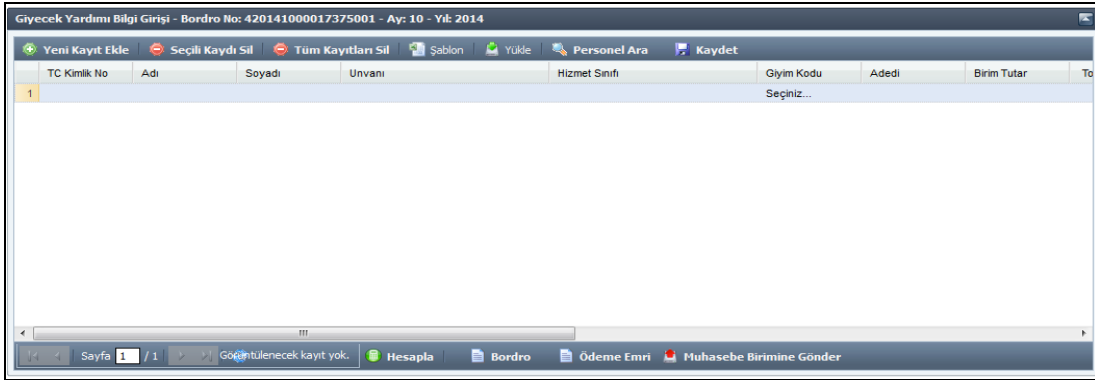 Giyecek Yardımı Bilgi Girişi - Bordro No: 420141000017375001 - Ay: 10 - Yıl: 2014
Yeni Kayıt Ekle Seçili Kaydı Sil Tüm Kayıtları Sil Şablon Yükle Personel Ara Kaydet
TC Kimlik No Adı Soyadı Unvanı Hizmet Sınıfı Giyim Kodu Adedi Birim Tutar To
1 Seçiniz...
Sayfa 1 / 1 Görüntülenecek kayıt yok. Hesapla Bordro Ödeme Emri Muhasebe Birimine Gönder